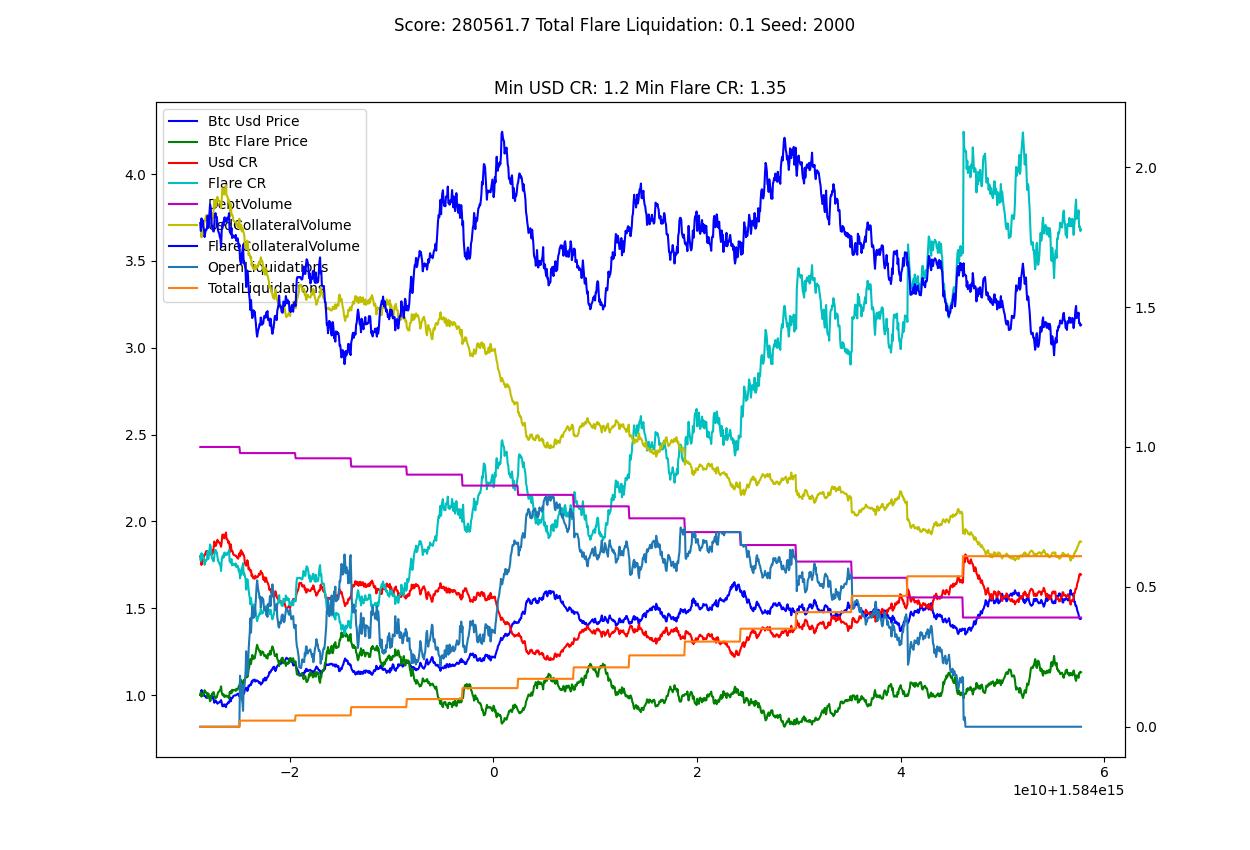 Score: 280561.7 Total Flare Liquidation: 0.1 Seed: 2000
Min USD CR: 1.2 Min Flare CR: 1.35
Btc Usd Price
Btc Flare Price
Usd CR
Flare CR
DebtVolume
UsdCollateralVolume
FlareCollateralVolume
OpenLiquidations
TotalLiquidations
4.0
3.5
3.0
2.5
2.0
1.5
1.0
2.0
1.5
1.0
0.5
0.0
−2
0
2
4
6
1e10+1.584e15